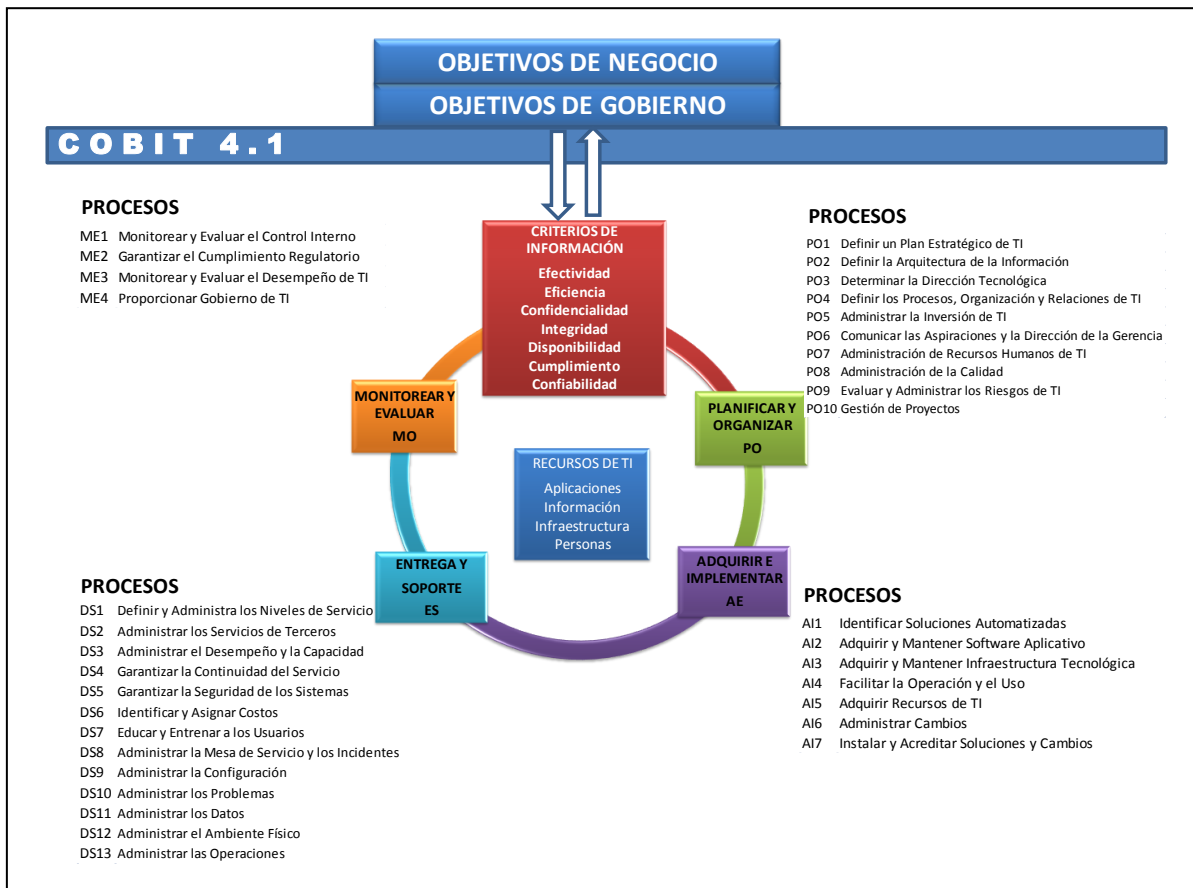 OBJETIVOS DE NEGOCIO
OBJETIVOS DE GOBIERNO
COBIT 4.1
PROCESOS
ME1 Monitorear y Evaluar el Control Interno
ME2 Garantizar el Cumplimiento Regulatorio
ME3 Monitorear y Evaluar el Desempeño de TI
ME4 Proporcionar Gobierno de TI
CRITERIOS DE
INFORMACIÓN
Efectividad
Eficiencia
Confidencialidad
Integridad
Disponibilidad
Cumplimiento
Confiabilidad
PROCESOS
PO1 Definir un Plan Estratégico de TI
PO2 Definir la Arquitectura de la Información
PO3 Determinar la Dirección Tecnológica
PO4 Definir los Procesos, Organización y Relaciones de TI
PO5 Administrar la Inversión de TI
PO6 Comunicar las Aspiraciones y la Dirección de la Gerencia
PO7 Administración de Recursos Humanos de TI
PO8 Administración de la Calidad
PO9 Evaluar y Administrar los Riesgos de TI
PO10 Gestión de Proyectos
MONITOREAR Y
EVALUAR
MO
PLANIFICAR Y
ORGANIZAR
PO
RECURSOS DE TI
Aplicaciones
Información
Infraestructura
Personas
ENTREGA Y
SOPORTE
ES
ADQUIRIR E
IMPLEMENTAR
AE
PROCESOS
DS1 Definir y Administra los Niveles de Servicio
DS2 Administrar los Servicios de Terceros
DS3 Administrar el Desempeño y la Capacidad
DS4 Garantizar la Continuidad del Servicio
DS5 Garantizar la Seguridad de los Sistemas
DS6 Identificar y Asignar Costos
DS7 Educar y Entrenar a los Usuarios
DS8 Administrar la Mesa de Servicio y los Incidentes
DS9 Administrar la Configuración
DS10 Administrar los Problemas
DS11 Administrar los Datos
DS12 Administrar el Ambiente Físico
DS13 Administrar las Operaciones
PROCESOS
AI1 Identificar Soluciones Automatizadas
AI2 Adquirir y Mantener Software Aplicativo
AI3 Adquirir y Mantener Infraestructura Tecnológica
AI4 Facilitar la Operación y el Uso
AI5 Adquirir Recursos de TI
AI6 Administrar Cambios
AI7 Instalar y Acreditar Soluciones y Cambios